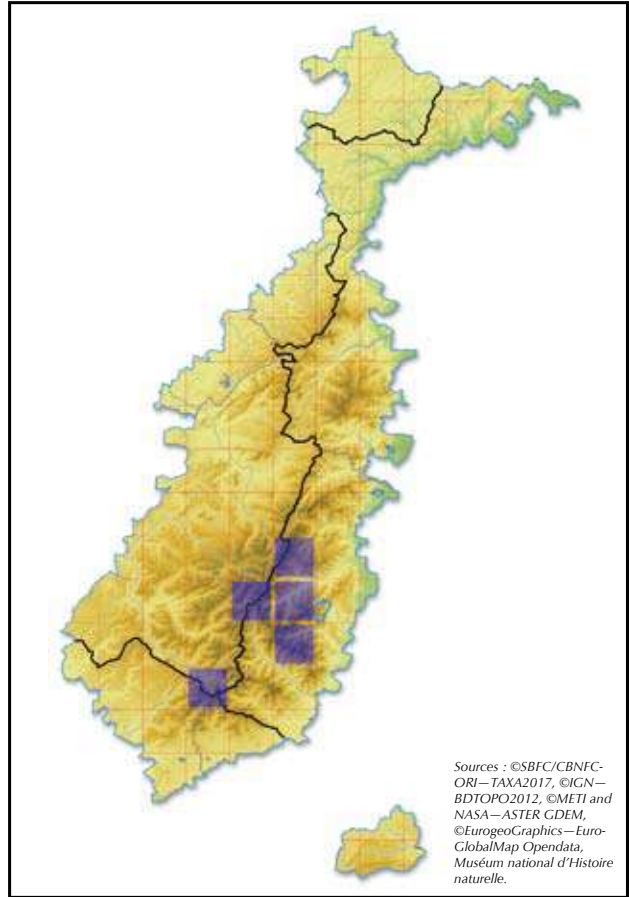 Sources : ©SBFC/CBNFC-
ORI—TAXA2017, ©IGN—
BDTOPO2012, ©METI and
NASA—ASTER GDEM,
©EurogeoGraphics—Euro-
GlobalMap Opendata,
Muséum national d'Histoire
naturelle.